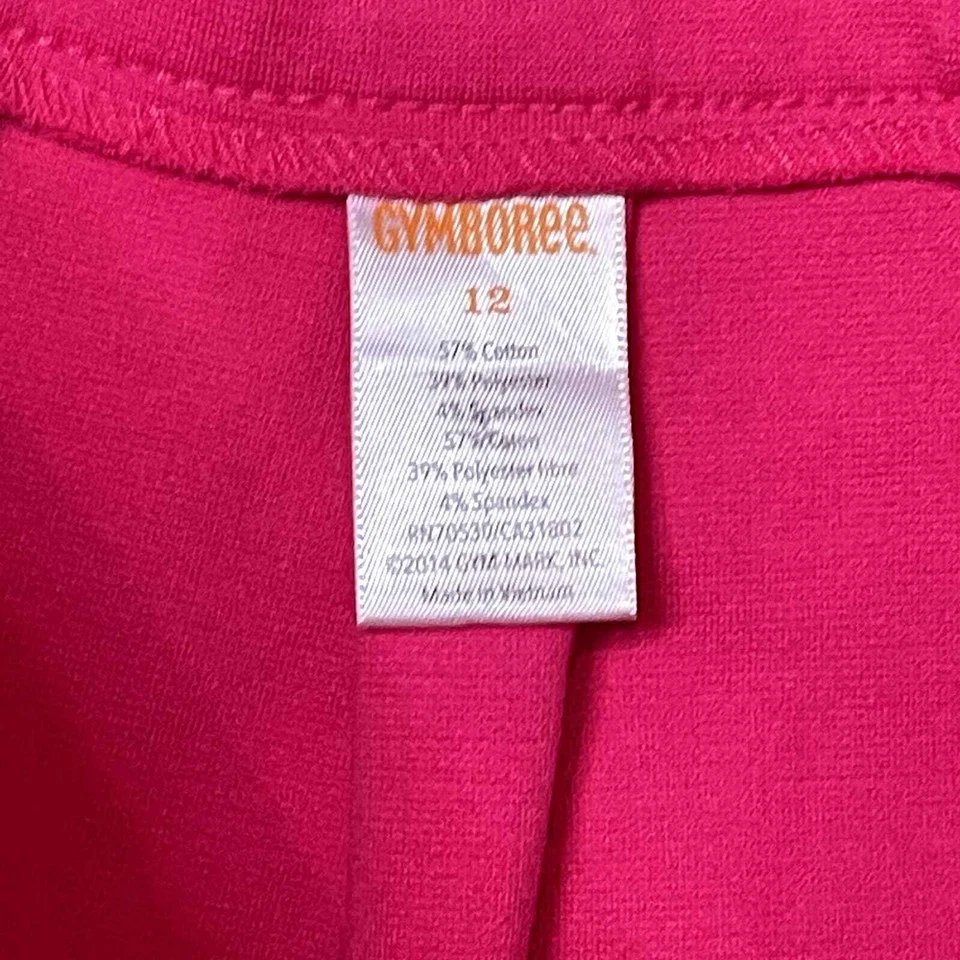 GYMBOREE
12
57% Cotton
39% Polyester
4% Spandex
57% Coton
39% Polyester fibre
4% Spandex
RN70530/CA31802
©2014 GYM-MARK, INC.
Made in Vietnam